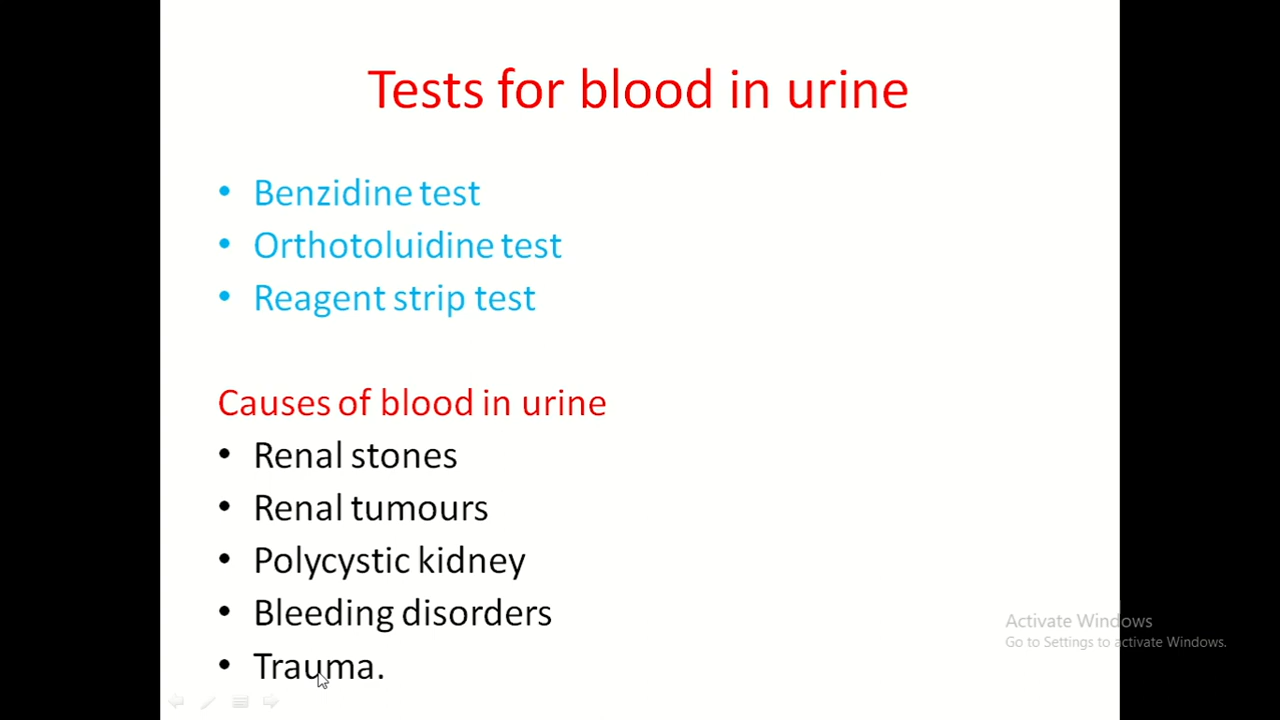 Tests for blood in urine
• Benzidine test
• Orthotoluidine test
• Reagent strip test
Causes of blood in urine
• Renal stones
• Renal tumours
• Polycystic kidney
• Bleeding disorders
• Trauma.
Activate Windows
Go to Settings to activate Windows.